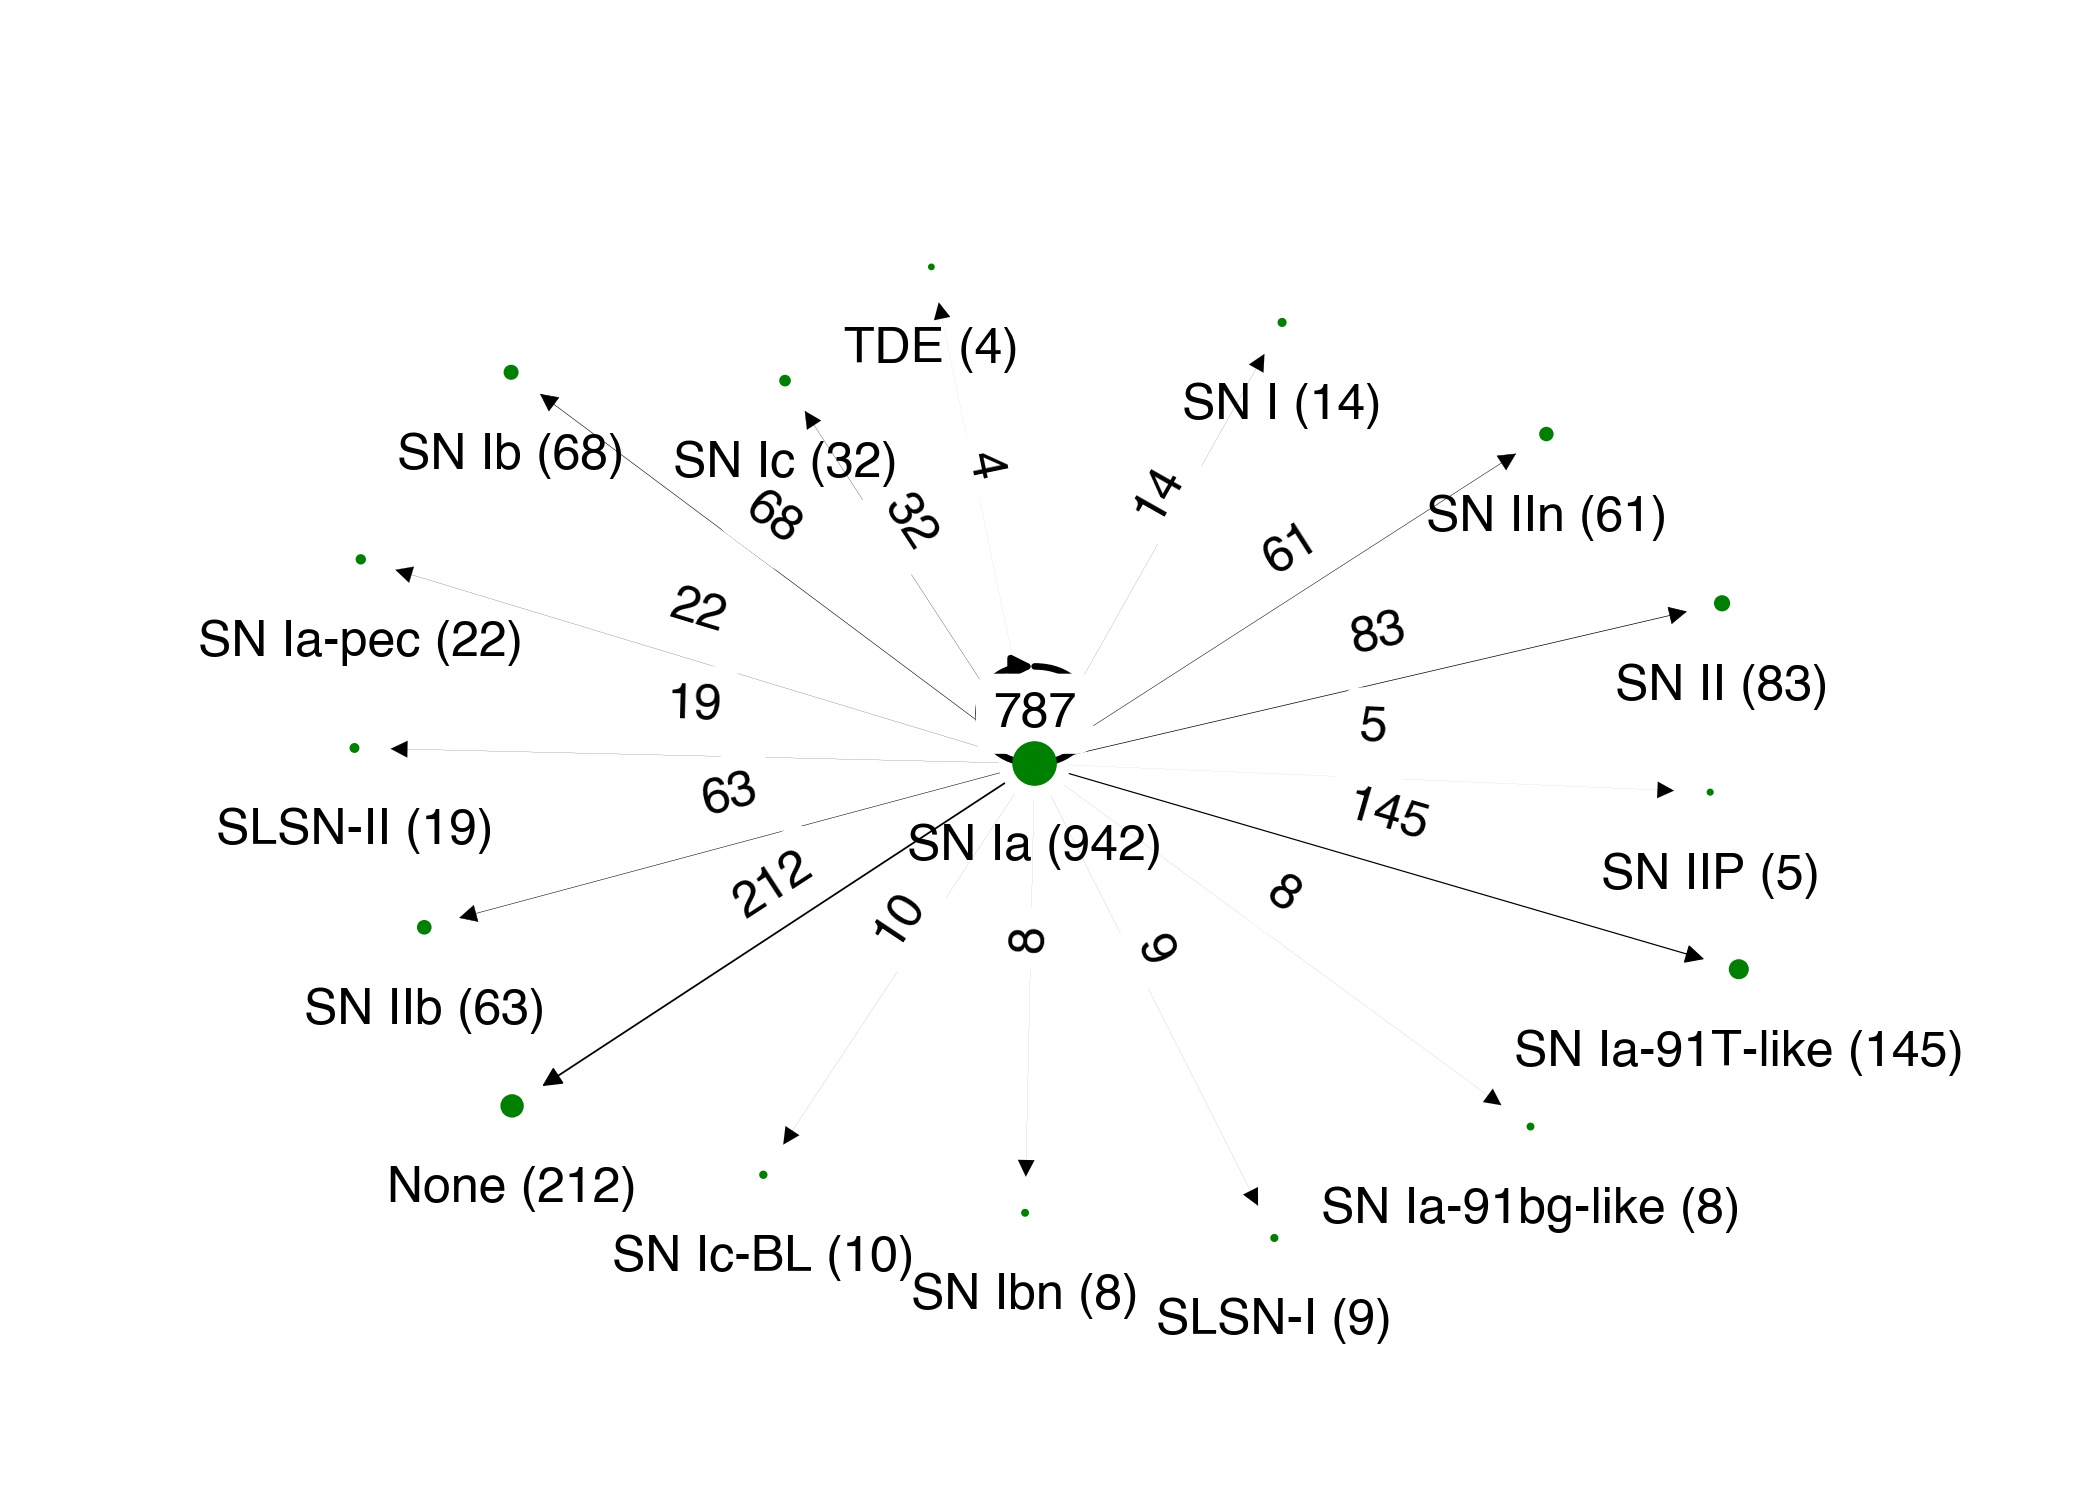 TDE (4)
SN I (14)
SN Ib (68)
SN Ic (32)
4
14
SN IIn (61)
68
32
61
22
83
SN Ia-pec (22)
SN II (83)
19
787
5
63
145
SLSN-II (19)
SN Ia (942)
SN IIP (5)
212
10
8
9
8
SN IIb (63)
SN Ia-91T-like (145)
None (212)
SN Ia-91bg-like (8)
SN Ic-BL (10)
SN Ibn (8)
SLSN-I (9)